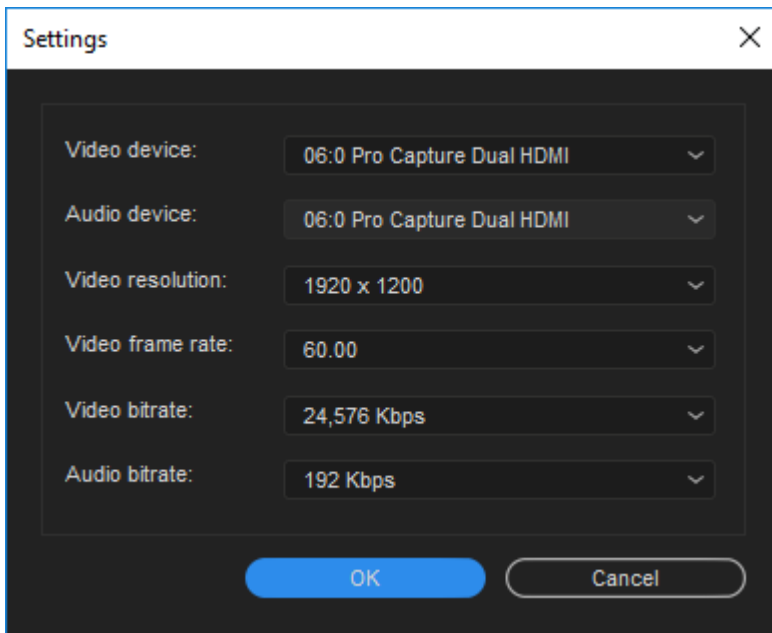 Settings
Video device: 06:0 Pro Capture Dual HDMI
Audio device: 06:0 Pro Capture Dual HDMI
Video resolution: 1920 x 1200
Video frame rate: 60.00
Video bitrate: 24,576 Kbps
Audio bitrate: 192 Kbps
OK Cancel